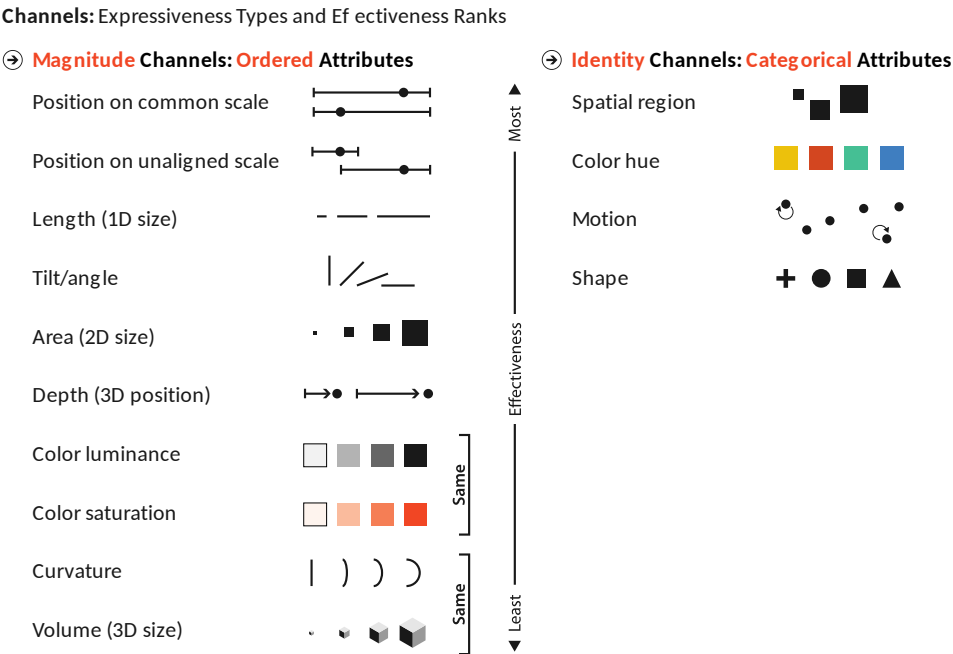 Channels: Expressiveness Types and Ef ectiveness Ranks
Magnitude Channels: Ordered Attributes
Position on common scale
Position on unaligned scale
Length (1D size)
Tilt/angle
Area (2D size)
Depth (3D position)
Color luminance
Color saturation
Curvature
Volume (3D size)
Same
Same
Most
Effectiveness
Least
Identity Channels: Categorical Attributes
Spatial region
Color hue
Motion
Shape